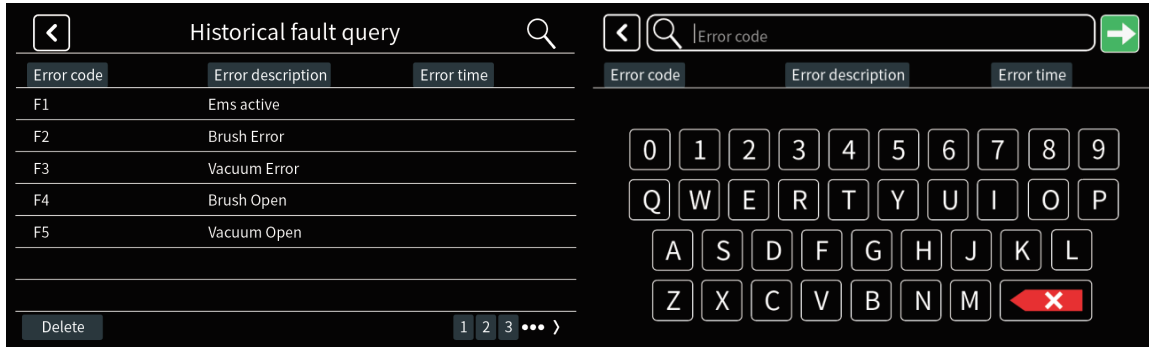 Historical fault query
Error code Error description Error time
F1 Ems active
F2 Brush Error
F3 Vacuum Error
F4 Brush Open
F5 Vacuum Open
Delete 1 2 3 •••
Error code
Error code Error description Error time
0 1 2 3 4 5 6 7 8 9
Q W E R T Y U I O P
A S D F G H J K L
Z X C V B N M